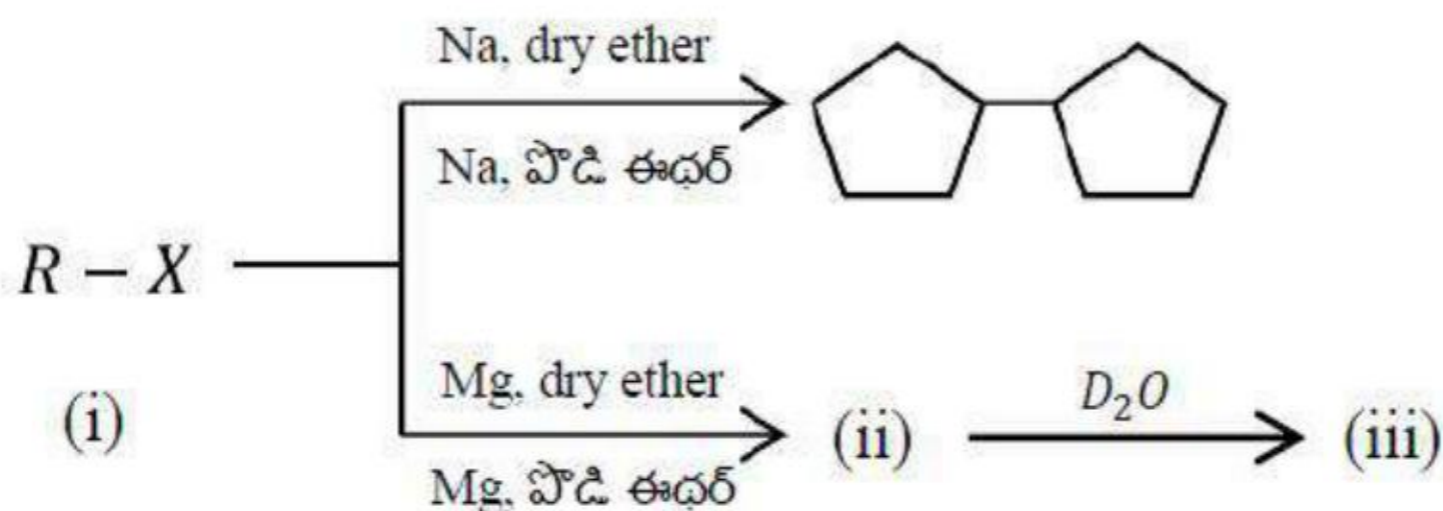 Na, dry ether
Na, పొడి ఈథర్
R – X
(i)
Mg, dry ether
Mg, పొడి ఈథర్
(ii)
D₂O
(iii)